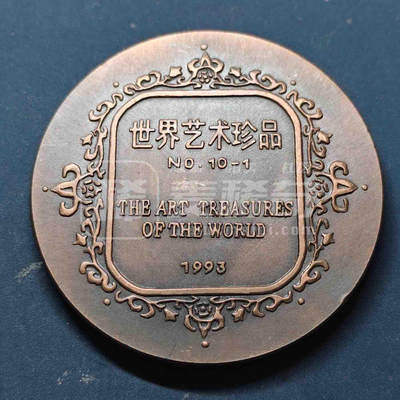 世界艺术珍品
NO.10-1
THE ART TREASURES
OF THE WORLD
1993